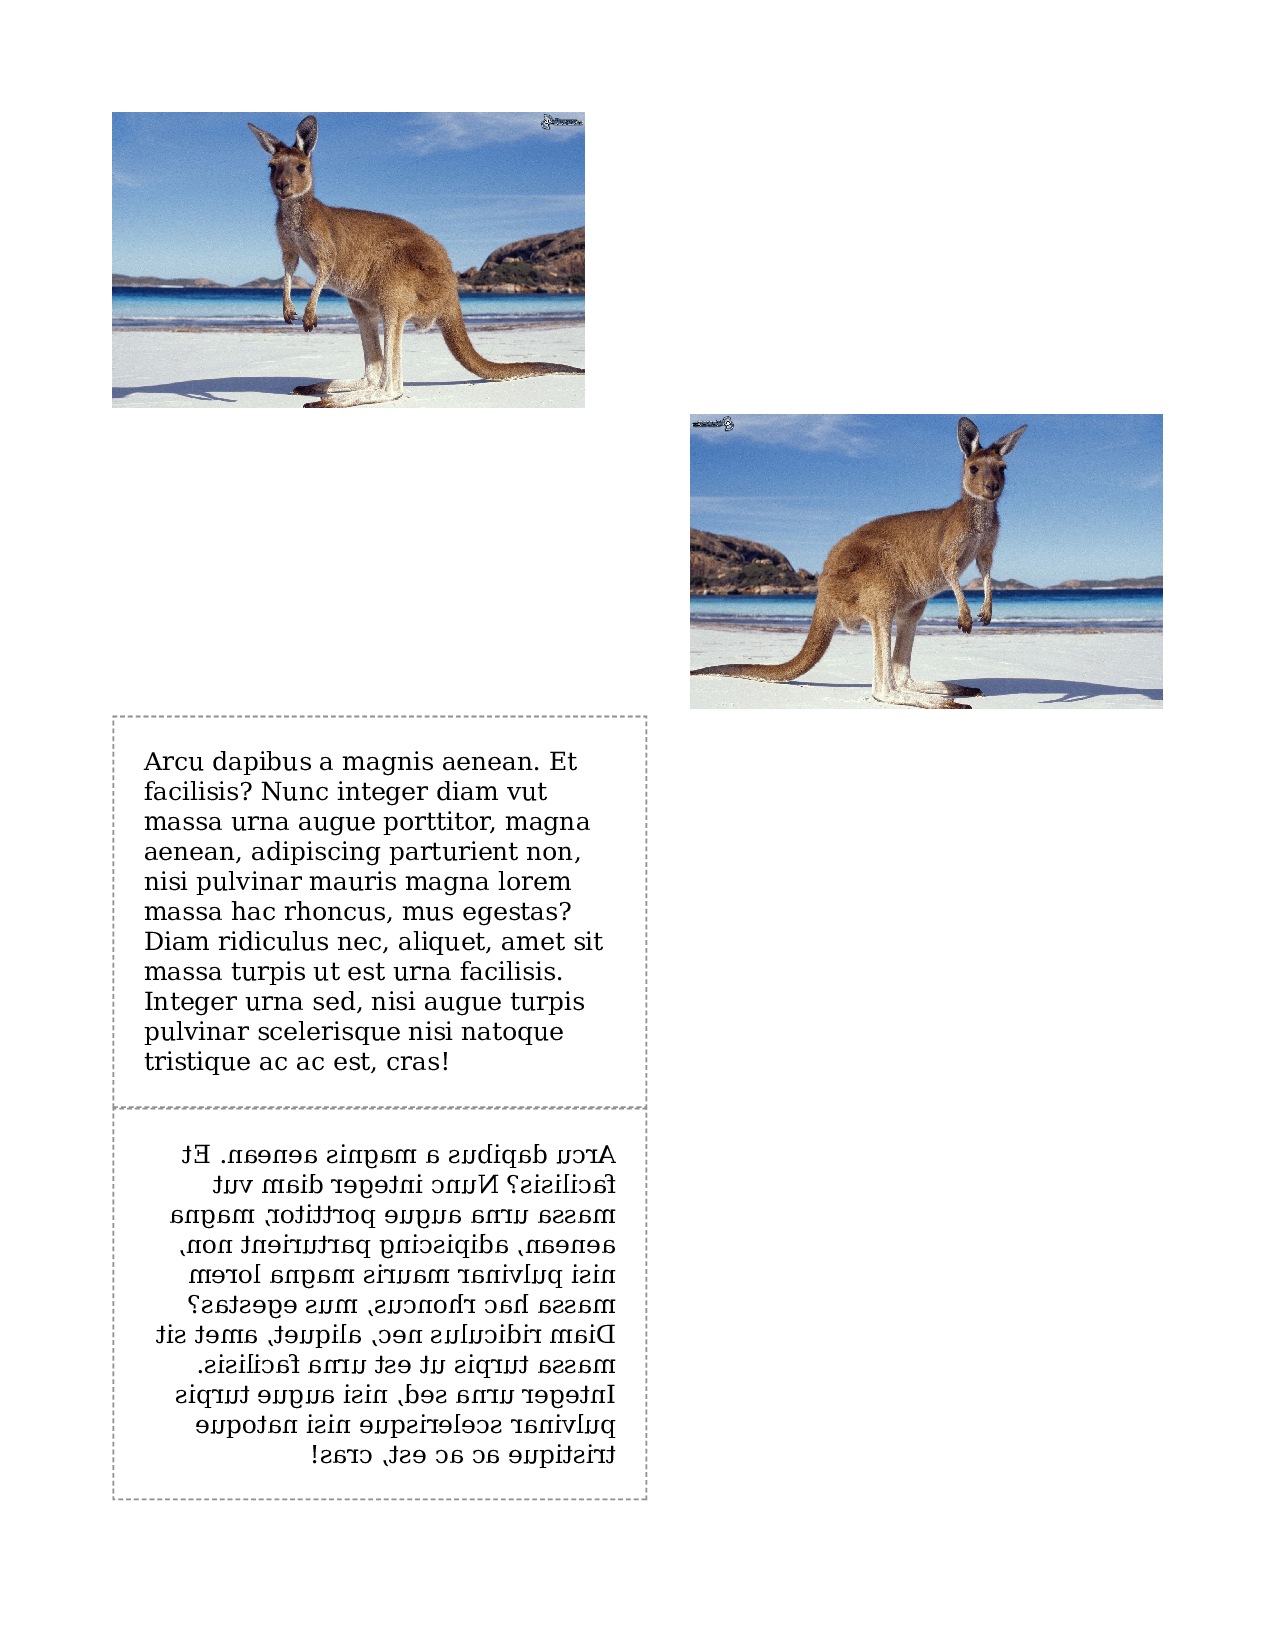 Arcu dapibus a magnis aenean. Et
facilisis? Nunc integer diam vut
massa urna augue porttitor, magna
aenean, adipiscing parturient non,
nisi pulvinar mauris magna lorem
massa hac rhoncus, mus egestas?
Diam ridiculus nec, aliquet, amet sit
massa turpis ut est urna facilisis.
Integer urna sed, nisi augue turpis
pulvinar scelerisque nisi natoque
tristique ac ac est, cras!
Arcu dapibus a magnis aenean. Et
facilisis? Nunc integer diam vut
massa urna augue porttitor, magna
aenean, adipiscing parturient non,
nisi pulvinar mauris magna lorem
massa hac rhoncus, mus egestas?
Diam ridiculus nec, aliquet, amet sit
massa turpis ut est urna facilisis.
Integer urna sed, nisi augue turpis
pulvinar scelerisque nisi natoque
tristique ac ac est, cras!